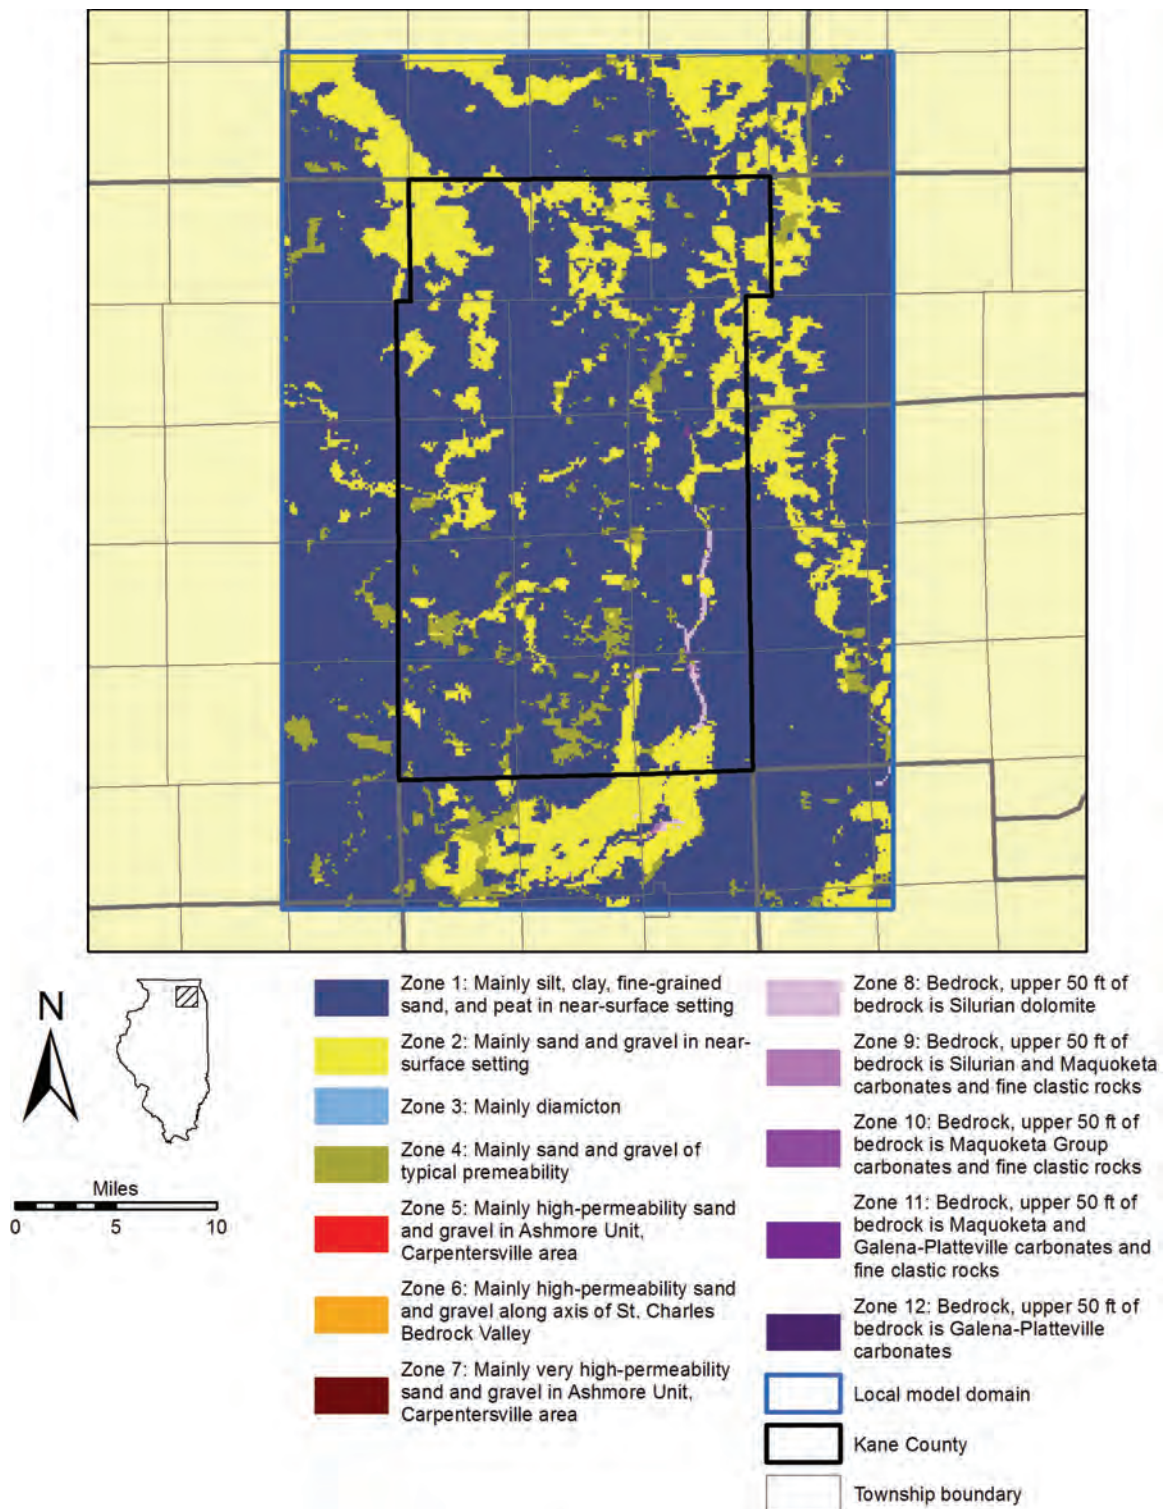 N
Miles
0 5 10
Zone 1: Mainly silt, clay, fine-grained
sand, and peat in near-surface setting
Zone 2: Mainly sand and gravel in near-
surface setting
Zone 3: Mainly diamicton
Zone 4: Mainly sand and gravel of
typical premeability
Zone 5: Mainly high-permeability sand
and gravel in Ashmore Unit,
Carpentersville area
Zone 6: Mainly high-permeability sand
and gravel along axis of St. Charles
Bedrock Valley
Zone 7: Mainly very high-permeability
sand and gravel in Ashmore Unit,
Carpentersville area
Zone 8: Bedrock, upper 50 ft of
bedrock is Silurian dolomite
Zone 9: Bedrock, upper 50 ft of
bedrock is Silurian and Maquoketa
carbonates and fine clastic rocks
Zone 10: Bedrock, upper 50 ft of
bedrock is Maquoketa Group
carbonates and fine clastic rocks
Zone 11: Bedrock, upper 50 ft of
bedrock is Maquoketa and
Galena-Platteville carbonates and
fine clastic rocks
Zone 12: Bedrock, upper 50 ft of
bedrock is Galena-Platteville
carbonates
Local model domain
Kane County
Township boundary